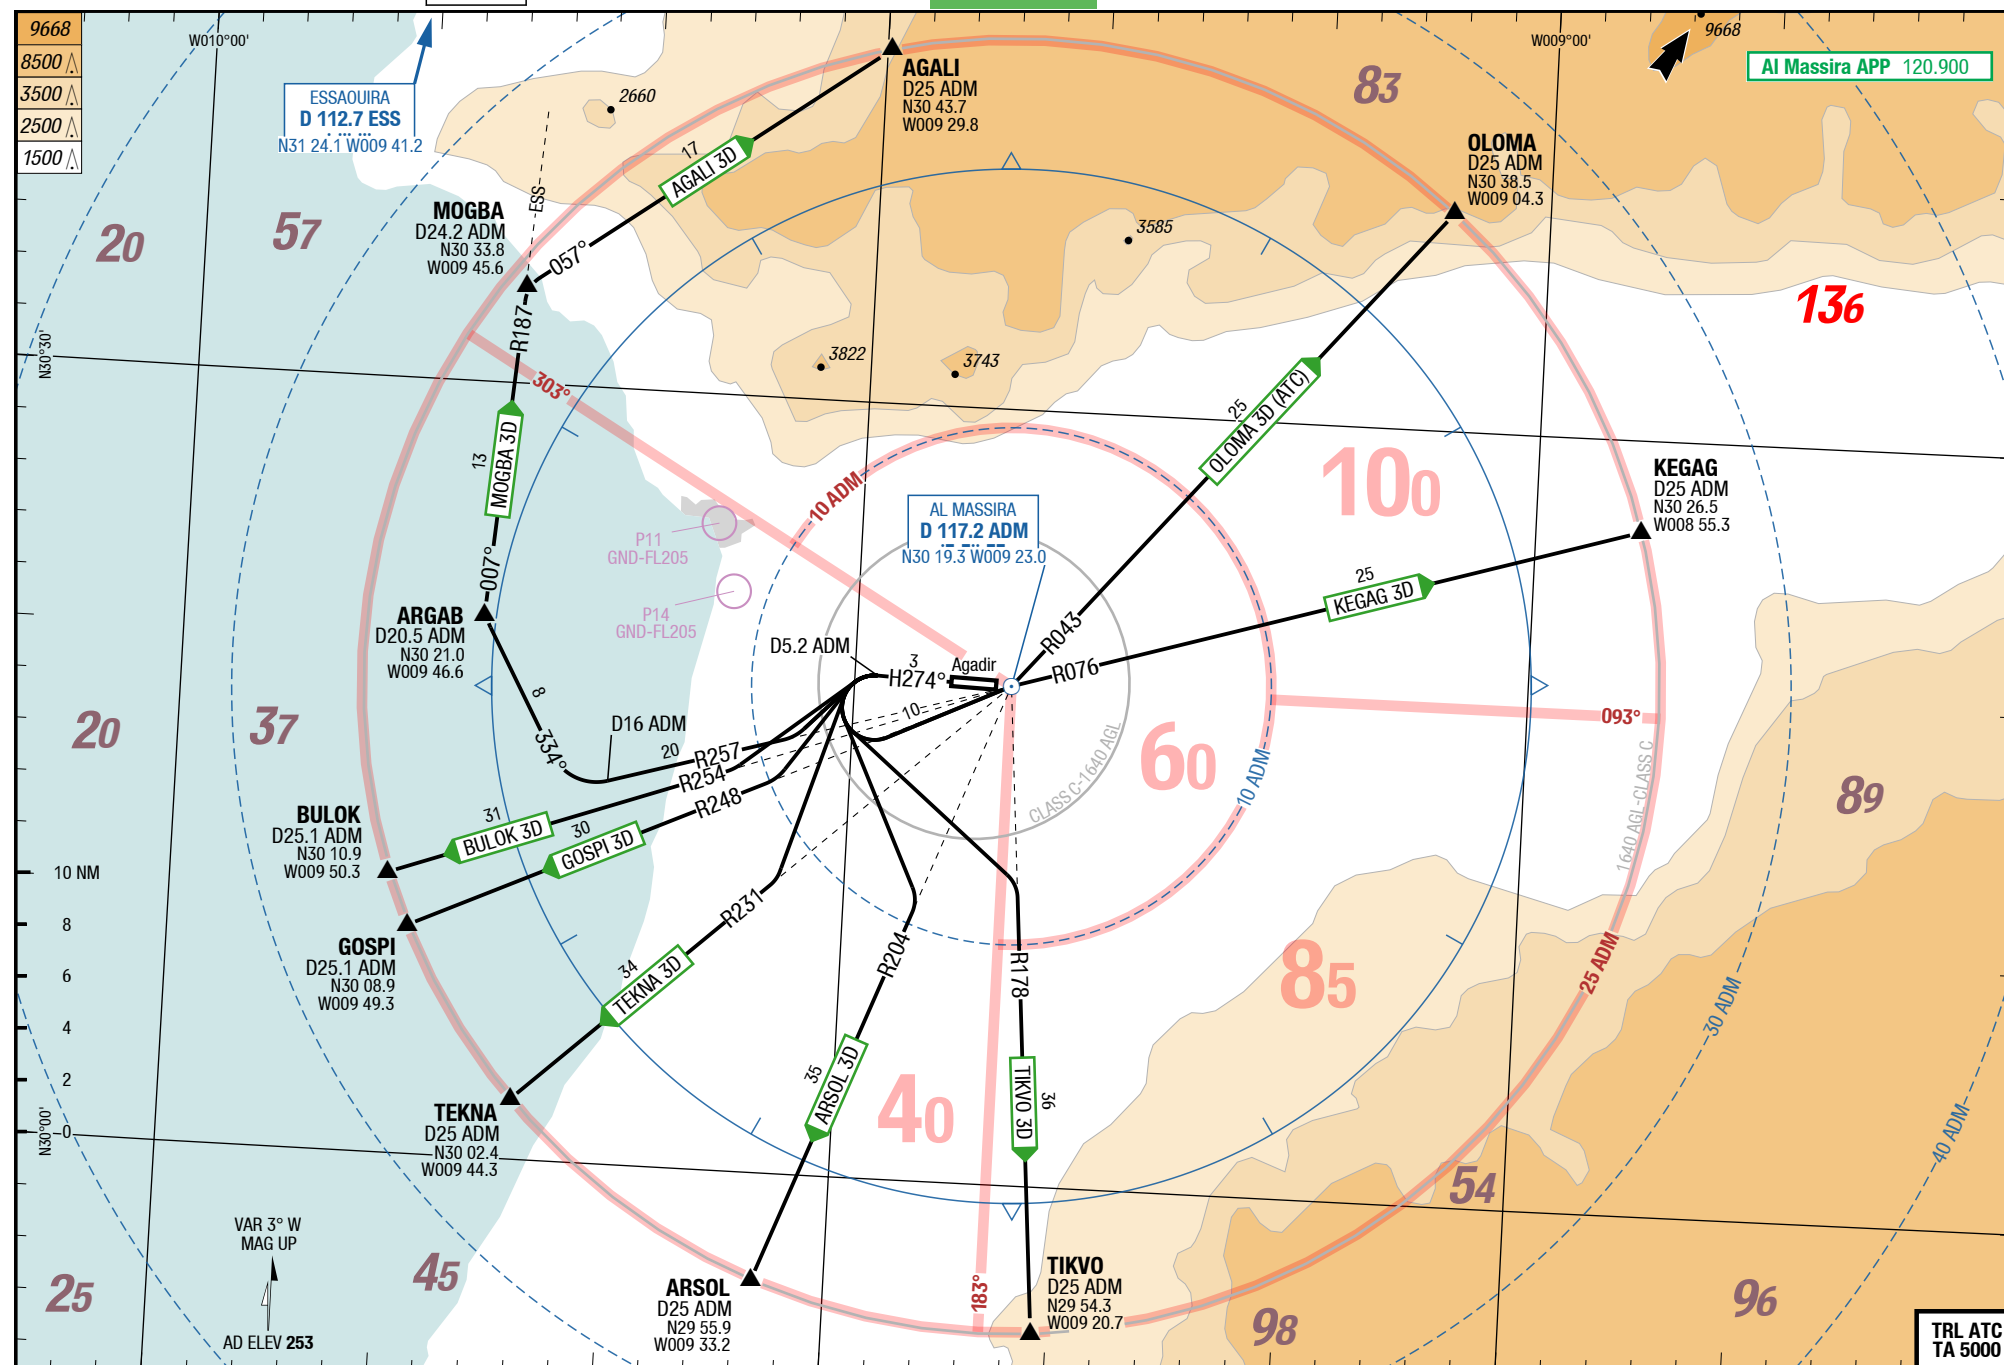 9668
8500
3500
2500
1500
W010°00'
W009°00'
9668
Al Massira APP 120.900
ESSAOUIRA
D 112.7 ESS
N31 24.1 W009 41.2
2660
AGALI
D25 ADM
N30 43.7
W009 29.8
83
17
AGALI 3D
OLOMA
D25 ADM
N30 38.5
W009 04.3
ESS
MOGBA
D24.2 ADM
N30 33.8
W009 45.6
57
20
057°
3585
136
R187
N30°30'
3822
3743
303°
25
OLOMA 3D (ATC)
13
MOGBA 3D
10 ADM
100
KEGAG
D25 ADM
N30 26.5
W008 55.3
AL MASSIRA
D 117.2 ADM
N30 19.3 W009 23.0
P11
GND-FL205
007°
25
KEGAG 3D
P14
GND-FL205
ARGAB
D20.5 ADM
N30 21.0
W009 46.6
R043
D5.2 ADM
3
Agadir
H274°
R076
8
10
20
37
D16 ADM
334°
20
R257
R254
R248
093°
60
CLASS C-1640 AGL
10 ADM
1640 AGL-CLASS C
89
BULOK
D25.1 ADM
N30 10.9
W009 50.3
31
BULOK 3D
30
GOSPI 3D
10 NM
8
6
4
2
0
GOSPI
D25.1 ADM
N30 08.9
W009 49.3
R231
R204
R178
34
TEKNA 3D
85
25 ADM
30 ADM
35
ARSOL 3D
40
TIKVO 3D
36
TEKNA
D25 ADM
N30 02.4
W009 44.3
N30°00'
40 ADM
54
VAR 3° W
MAG UP
AD ELEV 253
25
45
ARSOL
D25 ADM
N29 55.9
W009 33.2
183°
TIKVO
D25 ADM
N29 54.3
W009 20.7
98
96
TRL ATC
TA 5000